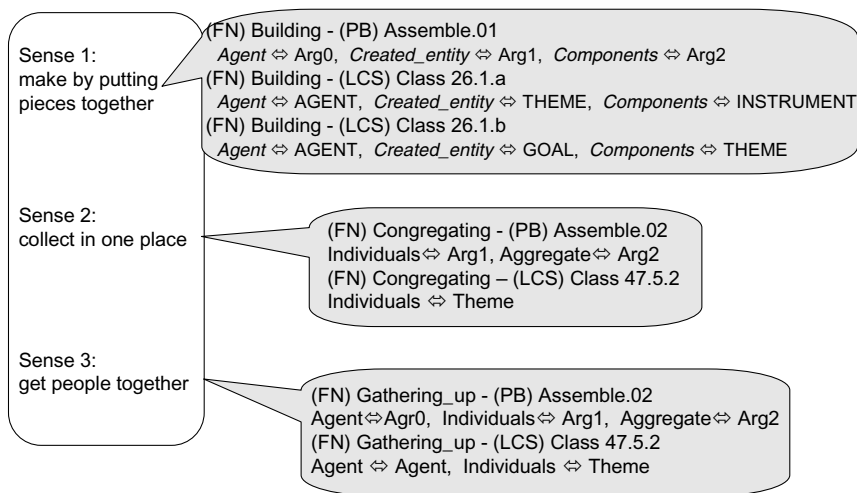 Sense 1:
make by putting
pieces together
(FN) Building - (PB) Assemble.01
Agent ⇔ Arg0, Created_entity ⇔ Arg1, Components ⇔ Arg2
(FN) Building - (LCS) Class 26.1.a
Agent ⇔ AGENT, Created_entity ⇔ THEME, Components ⇔ INSTRUMENT
(FN) Building - (LCS) Class 26.1.b
Agent ⇔ AGENT, Created_entity ⇔ GOAL, Components ⇔ THEME
Sense 2:
collect in one place
(FN) Congregating - (PB) Assemble.02
Individuals⇔ Arg1, Aggregate⇔ Arg2
(FN) Congregating – (LCS) Class 47.5.2
Individuals ⇔ Theme
Sense 3:
get people together
(FN) Gathering_up - (PB) Assemble.02
Agent⇔Agr0, Individuals⇔ Arg1, Aggregate⇔ Arg2
(FN) Gathering_up - (LCS) Class 47.5.2
Agent ⇔ Agent, Individuals ⇔ Theme